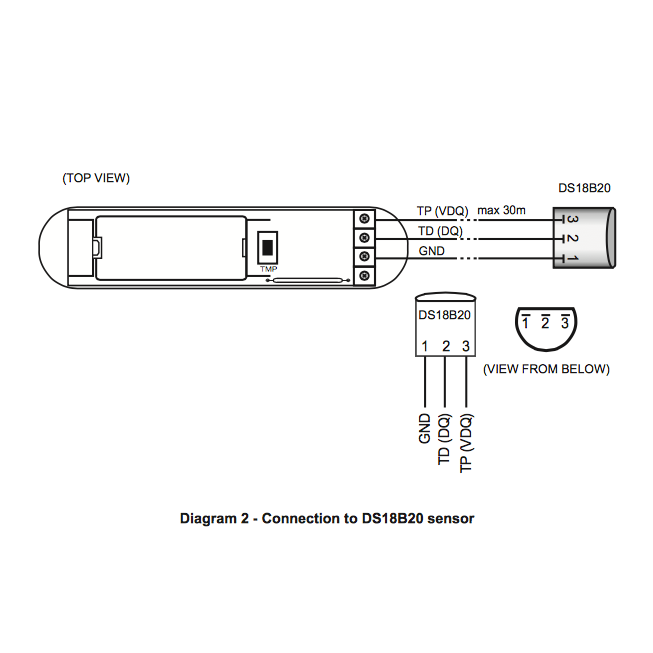 (TOP VIEW)
DS18B20
TP (VDQ) max 30m
3
TD (DQ)
2
GND
1
TMP
DS18B20
1 2 3
1 2 3
(VIEW FROM BELOW)
GND
TD (DQ)
TP (VDQ)
Diagram 2 - Connection to DS18B20 sensor